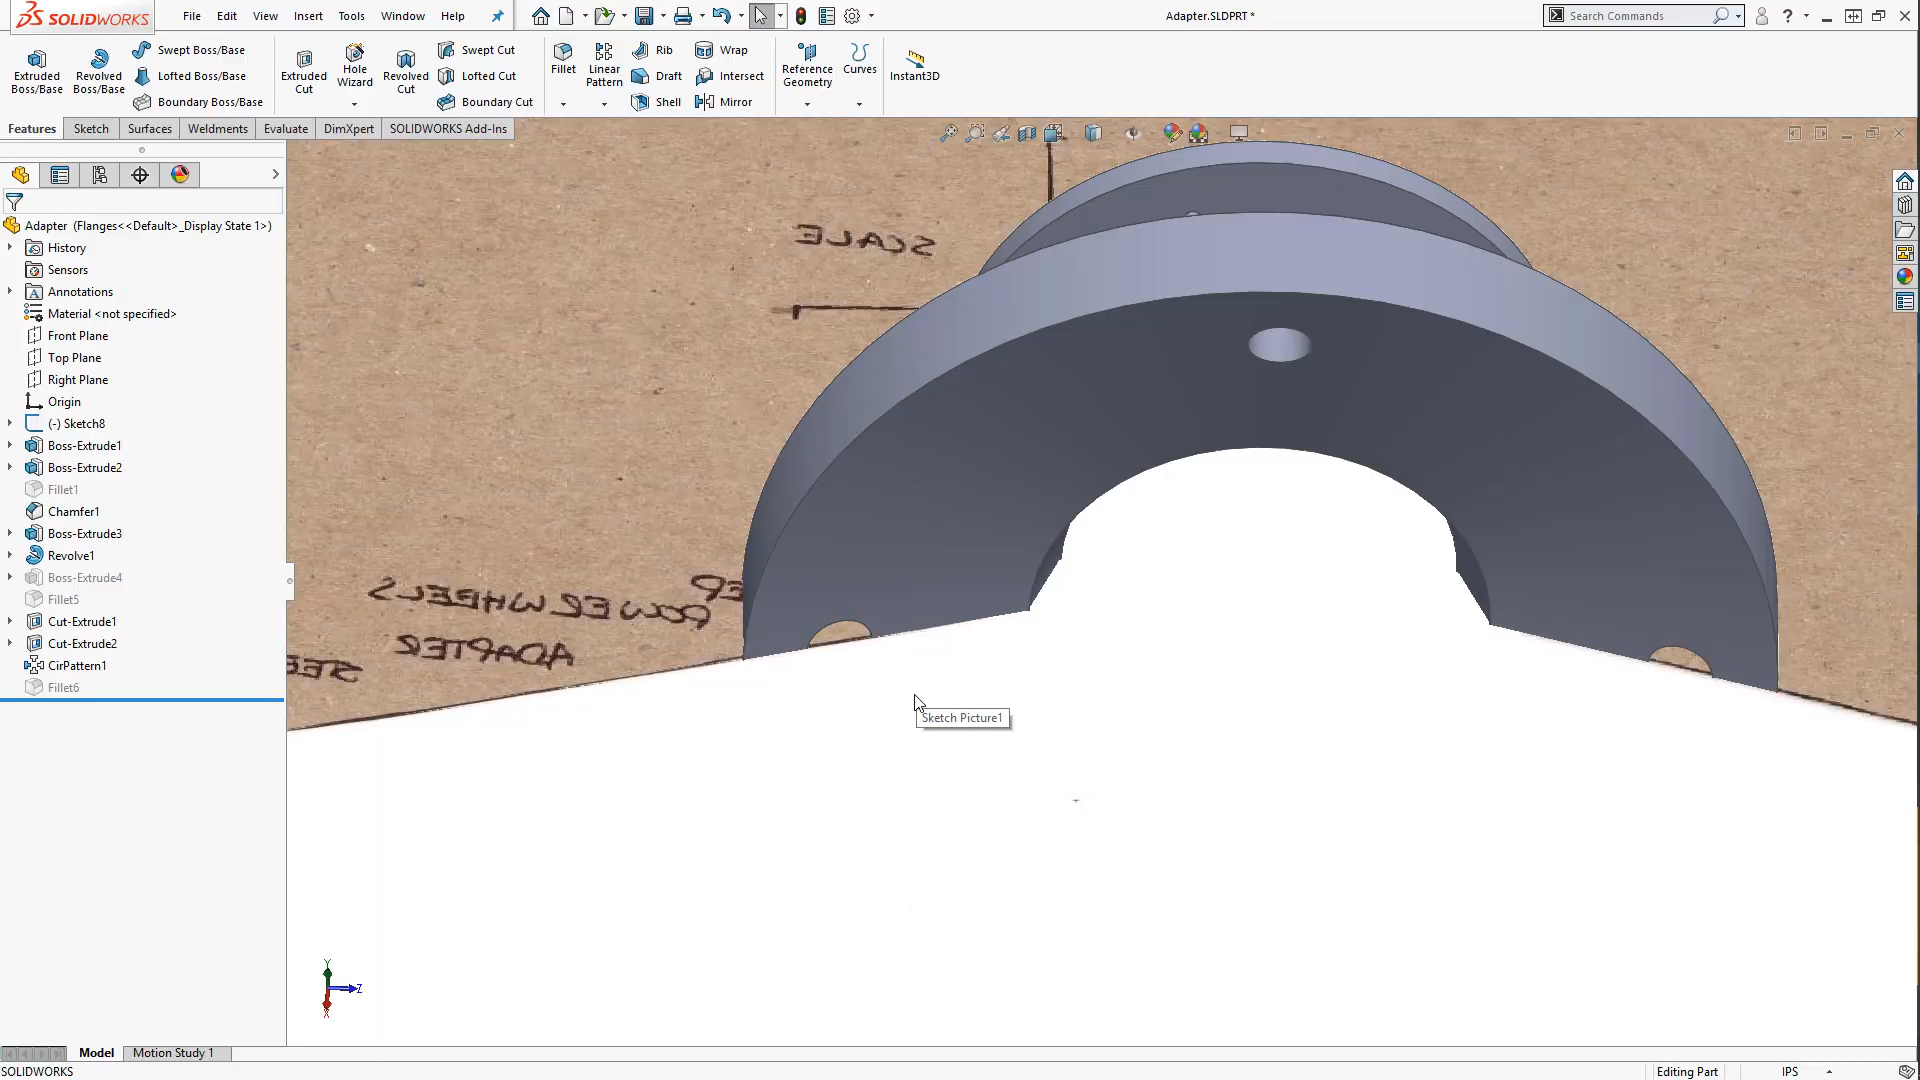 SOLIDWORKS File Edit View Insert Tools Window Help Adapter.SLDPRT * Search Commands
Extruded Boss/Base
Revolved Boss/Base
Swept Boss/Base
Lofted Boss/Base
Boundary Boss/Base
Extruded Cut
Hole Wizard
Revolved Cut
Swept Cut
Lofted Cut
Boundary Cut
Fillet
Linear Pattern
Rib
Draft
Shell
Wrap
Intersect
Mirror
Reference Geometry
Curves
Instant3D
Features Sketch Surfaces Weldments Evaluate DimXpert SOLIDWORKS Add-Ins
Adapter (Flanges<<Default>_Display State 1>)
History
Sensors
Annotations
Material <not specified>
Front Plane
Top Plane
Right Plane
Origin
(-) Sketch8
Boss-Extrude1
Boss-Extrude2
Fillet1
Chamfer1
Boss-Extrude3
Revolve1
Boss-Extrude4
Fillet5
Cut-Extrude1
Cut-Extrude2
CirPattern1
Fillet6
SCALE
POWER WHEELS
ADAPTER
Sketch Picture1
Y
Z
X
Model Motion Study 1
SOLIDWORKS Editing Part IPS